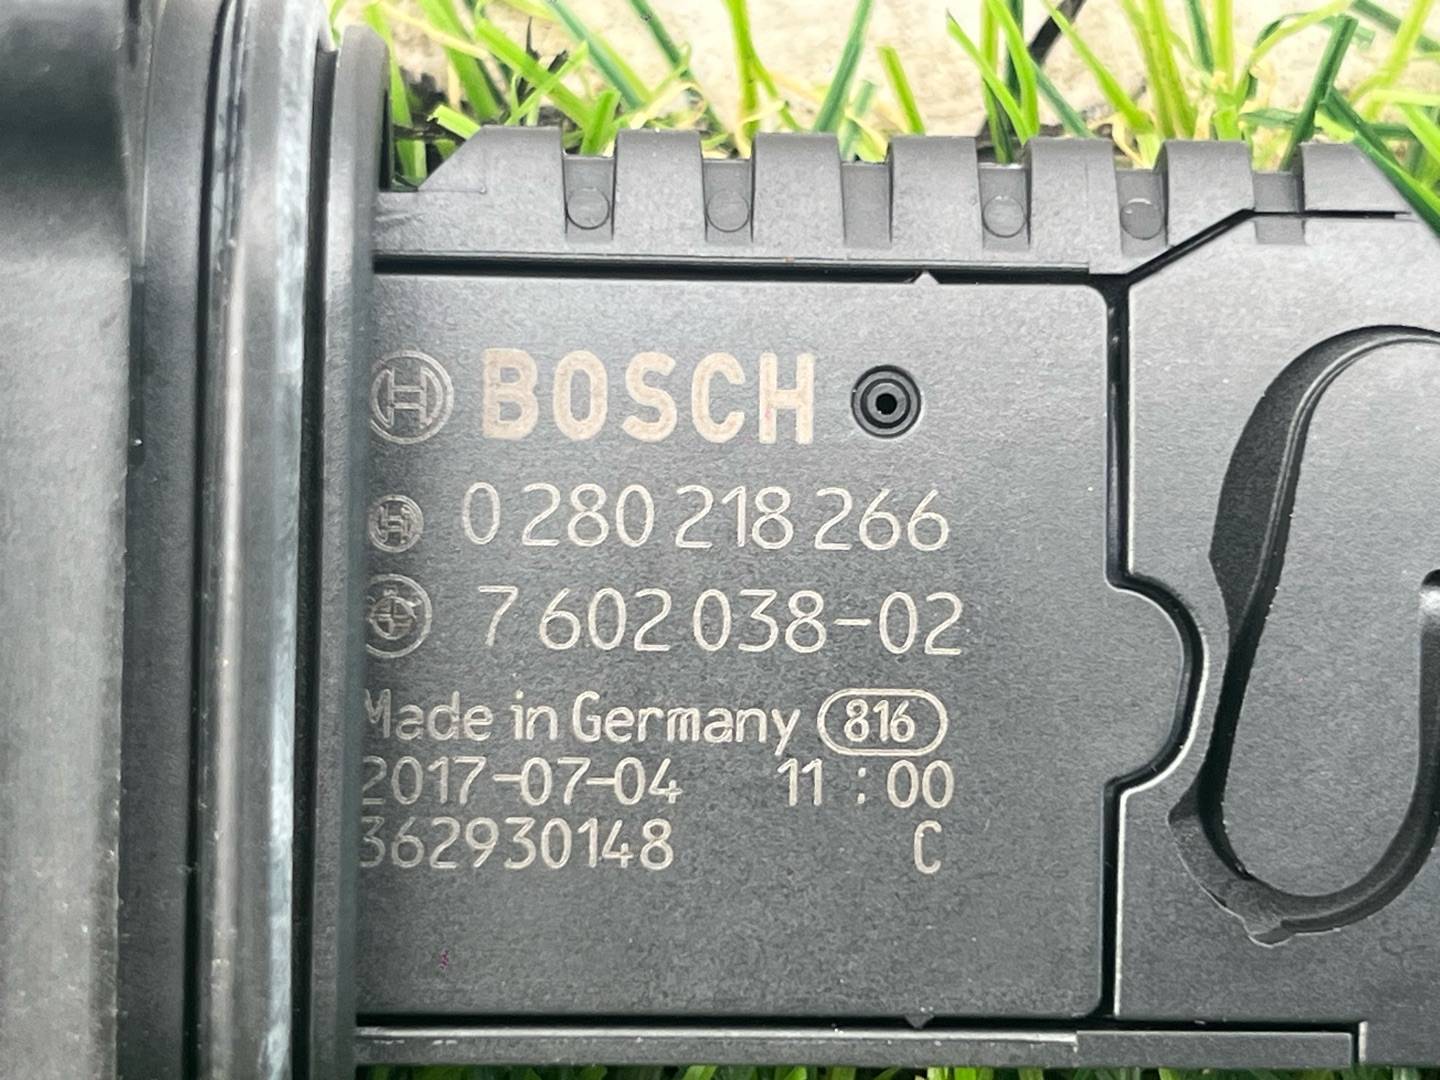 BOSCH
0 280 218 266
7 602 038-02
Made in Germany 816
2017-07-04 11:00
362930148 C